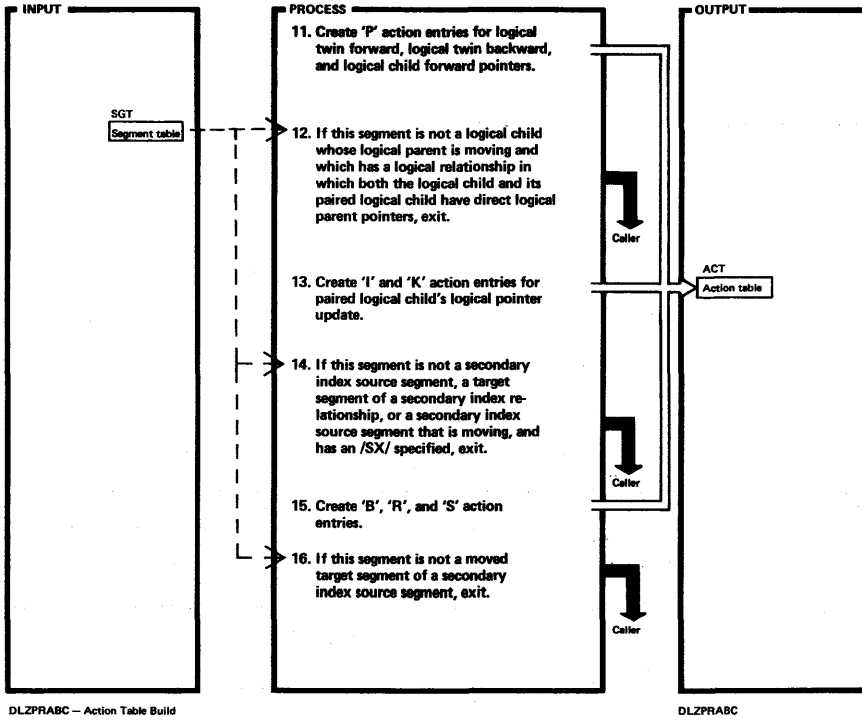 INPUT
PROCESS
OUTPUT
11. Create 'P' action entries for logical
twin forward, logical twin backward,
and logical child forward pointers.
SGT
Segment table
12. If this segment is not a logical child
whose logical parent is moving and
which has a logical relationship in
which both the logical child and its
paired logical child have direct logical
parent pointers, exit.
Caller
13. Create 'I' and 'K' action entries for
paired logical child's logical pointer
update.
ACT
Action table
14. If this segment is not a secondary
index source segment, a target
segment of a secondary index re-
lationship, or a secondary index
source segment that is moving, and
has an /SX/ specified, exit.
Caller
15. Create 'B', 'R', and 'S' action
entries.
16. If this segment is not a moved
target segment of a secondary
index source segment, exit.
Caller
DLZPRABC — Action Table Build
DLZPRABC